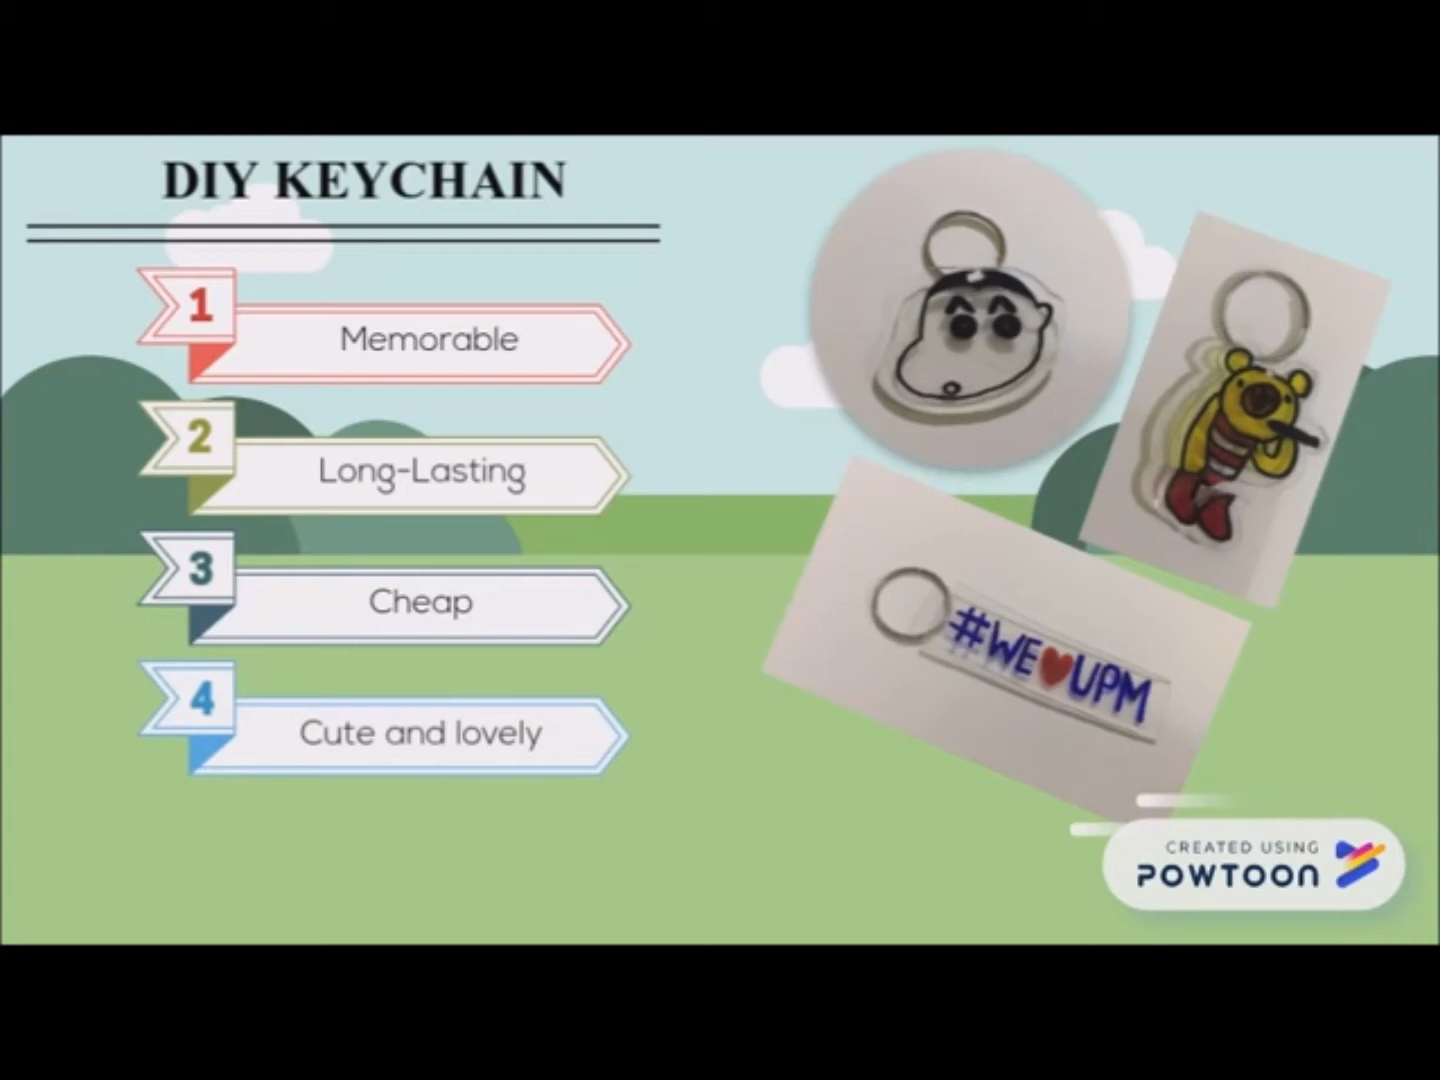 DIY KEYCHAIN
1
Memorable
2
Long-Lasting
3
Cheap
4
Cute and lovely
#WE❤UPM
CREATED USING
POWTOON